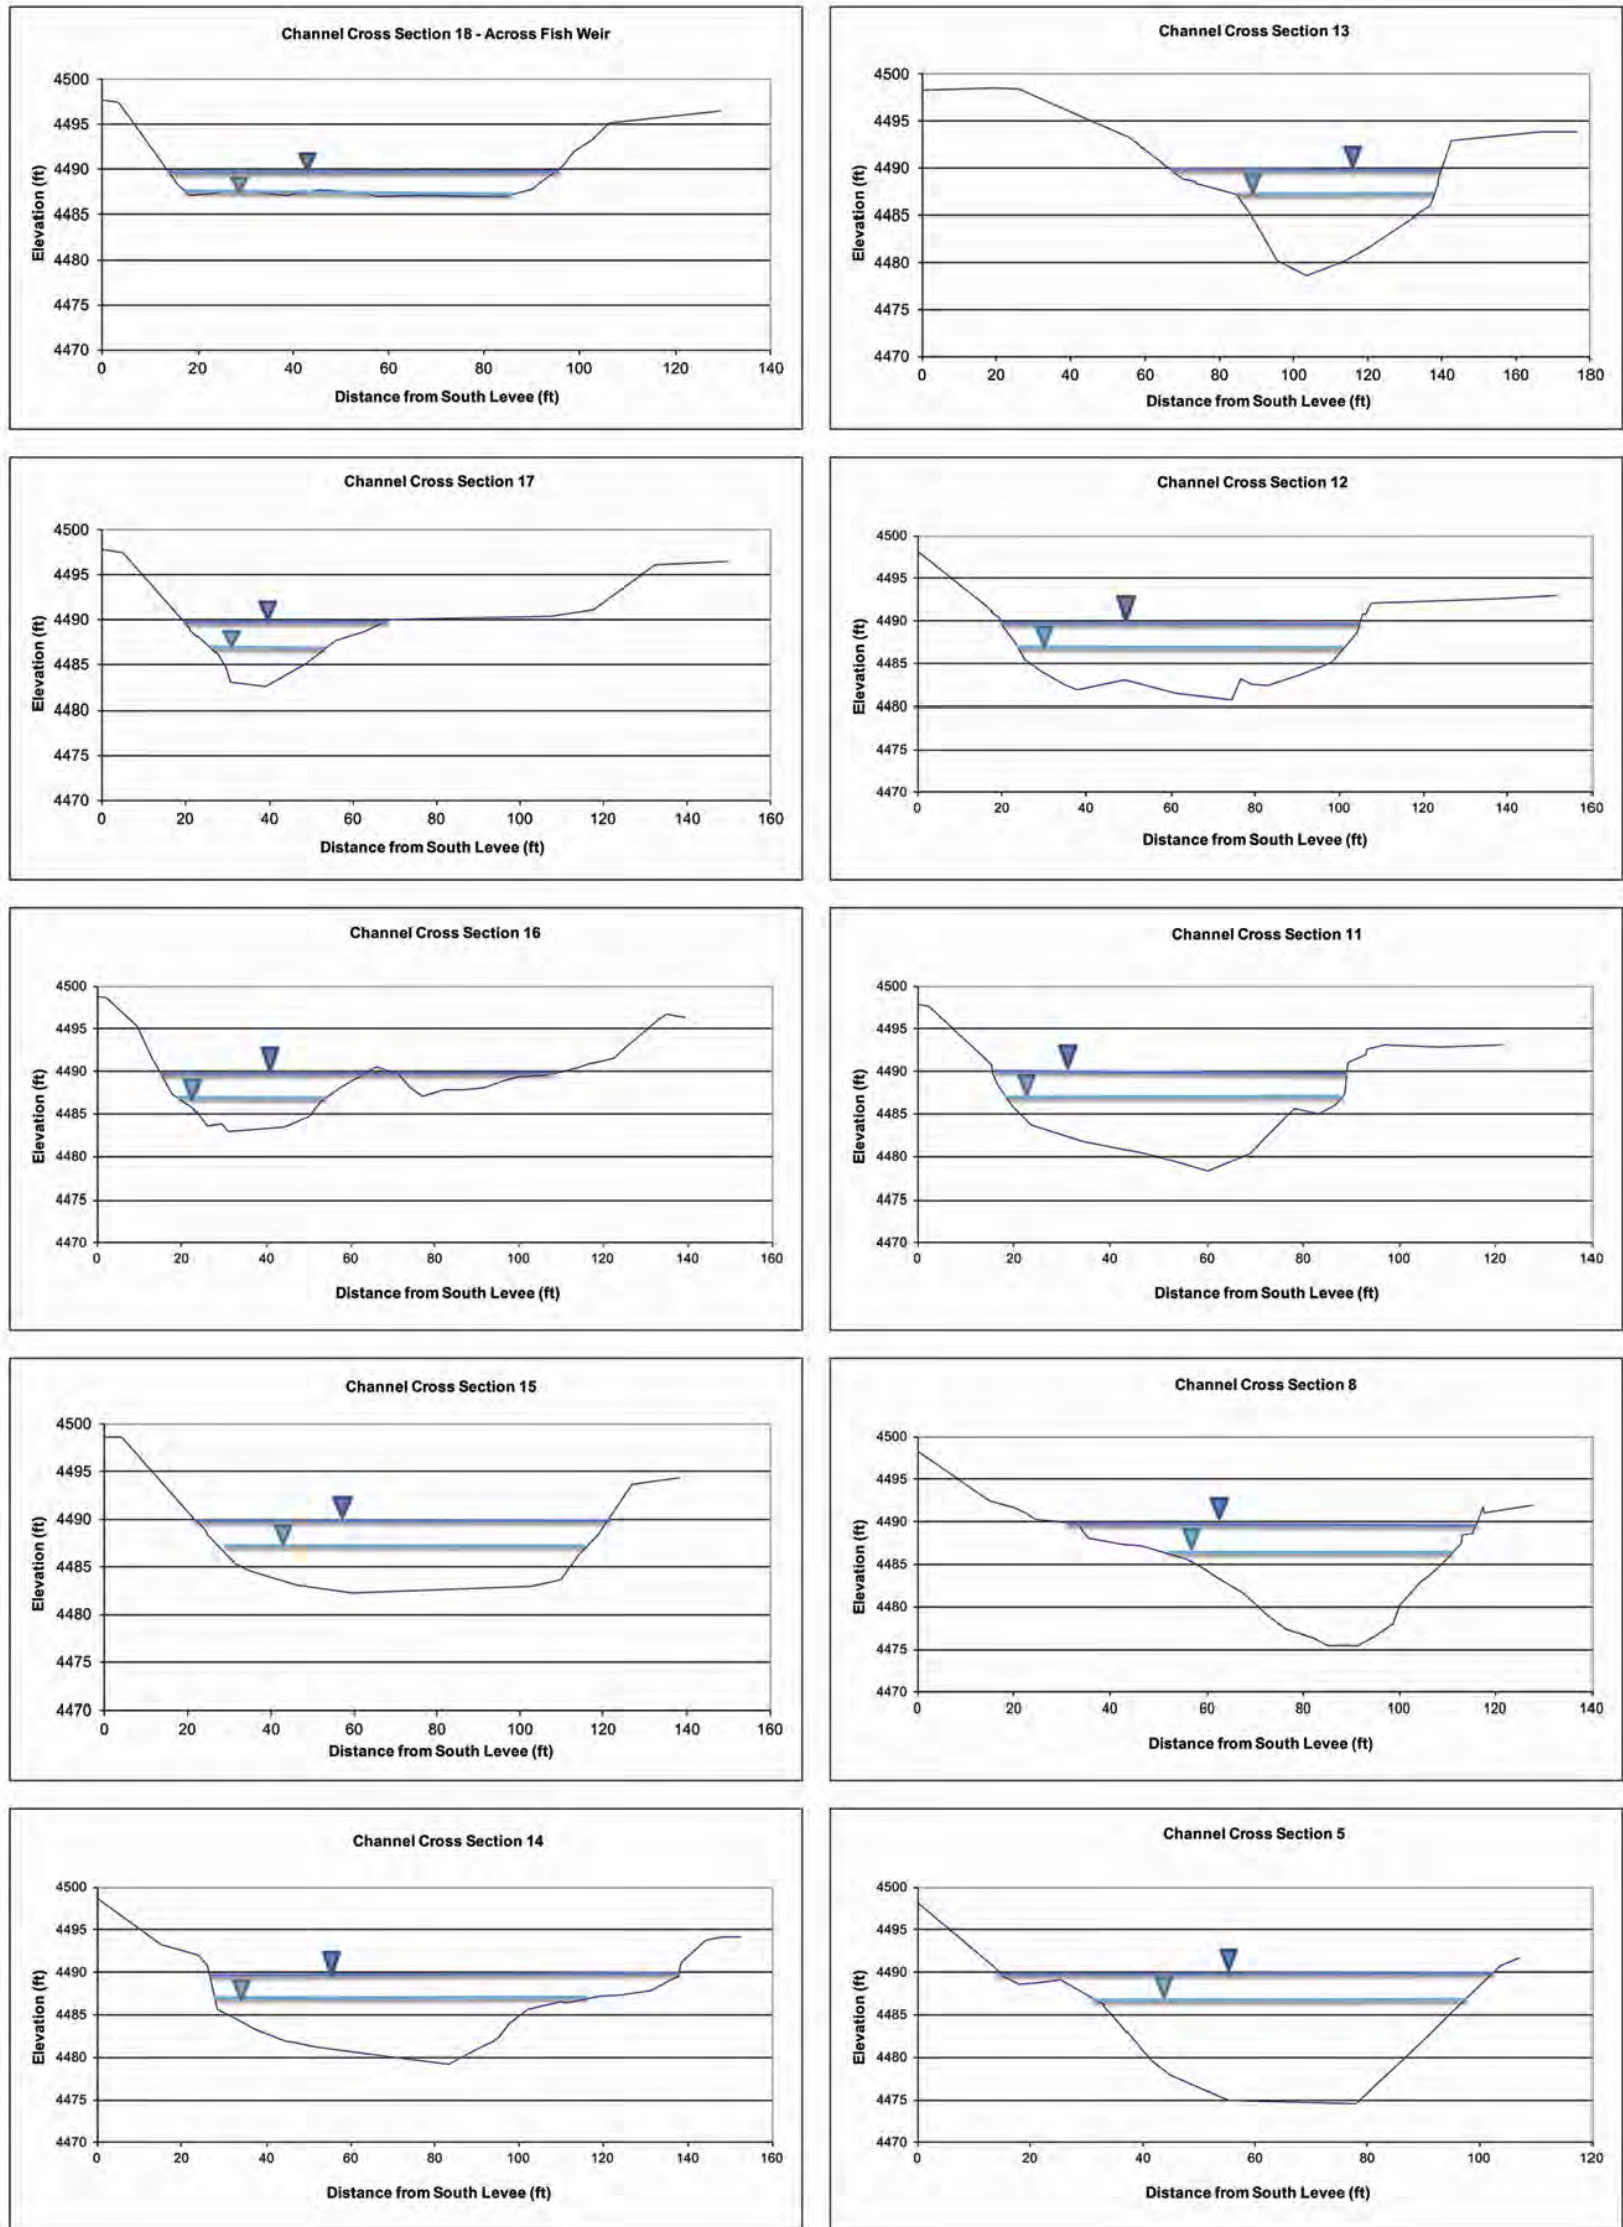 Channel Cross Section 18 - Across Fish Weir
Elevation (ft)
4500
4495
4490
4485
4480
4475
4470
0 20 40 60 80 100 120 140
Distance from South Levee (ft)
Channel Cross Section 13
Elevation (ft)
4500
4495
4490
4485
4480
4475
4470
0 20 40 60 80 100 120 140 160 180
Distance from South Levee (ft)
Channel Cross Section 17
Elevation (ft)
4500
4495
4490
4485
4480
4475
4470
0 20 40 60 80 100 120 140 160
Distance from South Levee (ft)
Channel Cross Section 12
Elevation (ft)
4500
4495
4490
4485
4480
4475
4470
0 20 40 60 80 100 120 140 160
Distance from South Levee (ft)
Channel Cross Section 16
Elevation (ft)
4500
4495
4490
4485
4480
4475
4470
0 20 40 60 80 100 120 140 160
Distance from South Levee (ft)
Channel Cross Section 11
Elevation (ft)
4500
4495
4490
4485
4480
4475
4470
0 20 40 60 80 100 120 140
Distance from South Levee (ft)
Channel Cross Section 15
Elevation (ft)
4500
4495
4490
4485
4480
4475
4470
0 20 40 60 80 100 120 140 160
Distance from South Levee (ft)
Channel Cross Section 8
Elevation (ft)
4500
4495
4490
4485
4480
4475
4470
0 20 40 60 80 100 120 140
Distance from South Levee (ft)
Channel Cross Section 14
Elevation (ft)
4500
4495
4490
4485
4480
4475
4470
0 20 40 60 80 100 120 140 160
Distance from South Levee (ft)
Channel Cross Section 5
Elevation (ft)
4500
4495
4490
4485
4480
4475
4470
0 20 40 60 80 100 120
Distance from South Levee (ft)